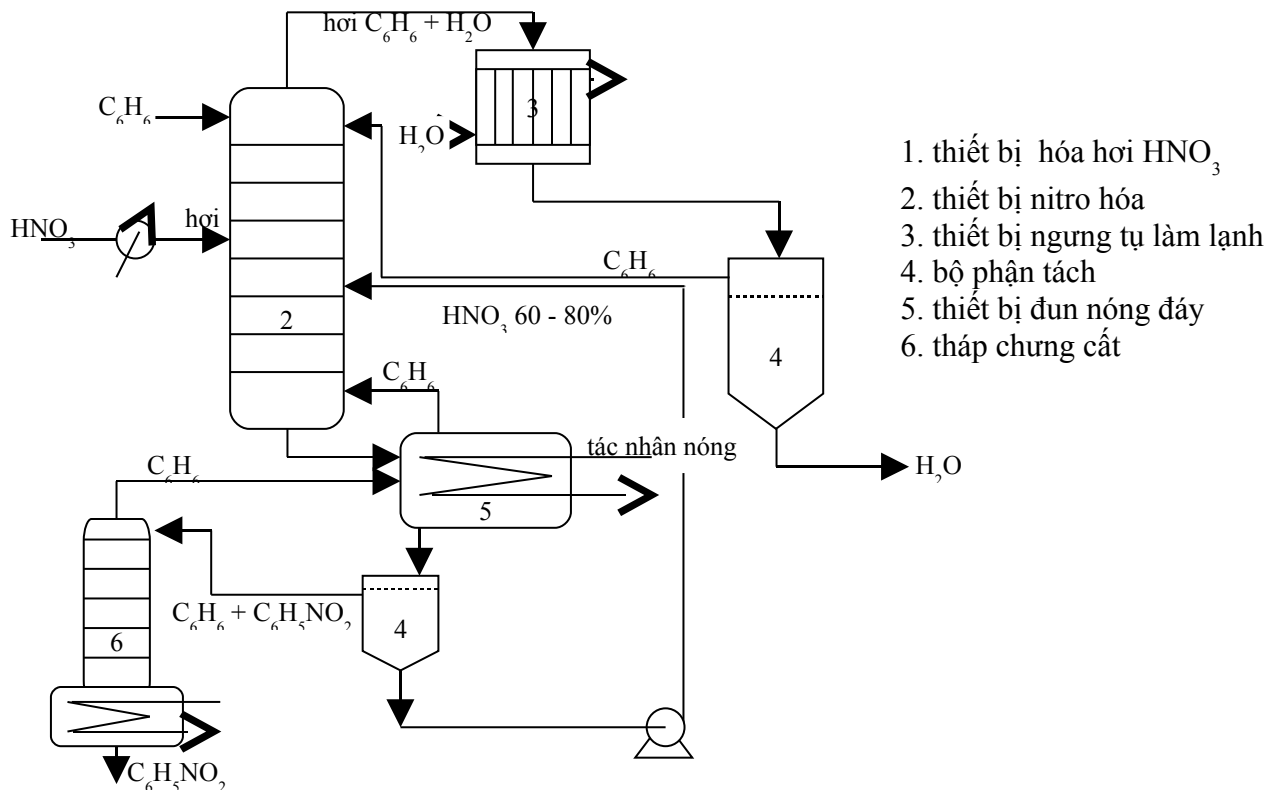 hơi C₆H₆ + H₂O
C₆H₆
3
H₂O
HNO₃
hơi
C₆H₆
2
HNO₃ 60 - 80%
4
C₆H₆
tác nhân nóng
C₆H₆
H₂O
5
C₆H₆ + C₆H₅NO₂
4
6
C₆H₅NO₂
1. thiết bị hóa hơi HNO₃
2. thiết bị nitro hóa
3. thiết bị ngưng tụ làm lạnh
4. bộ phận tách
5. thiết bị đun nóng đáy
6. tháp chưng cất